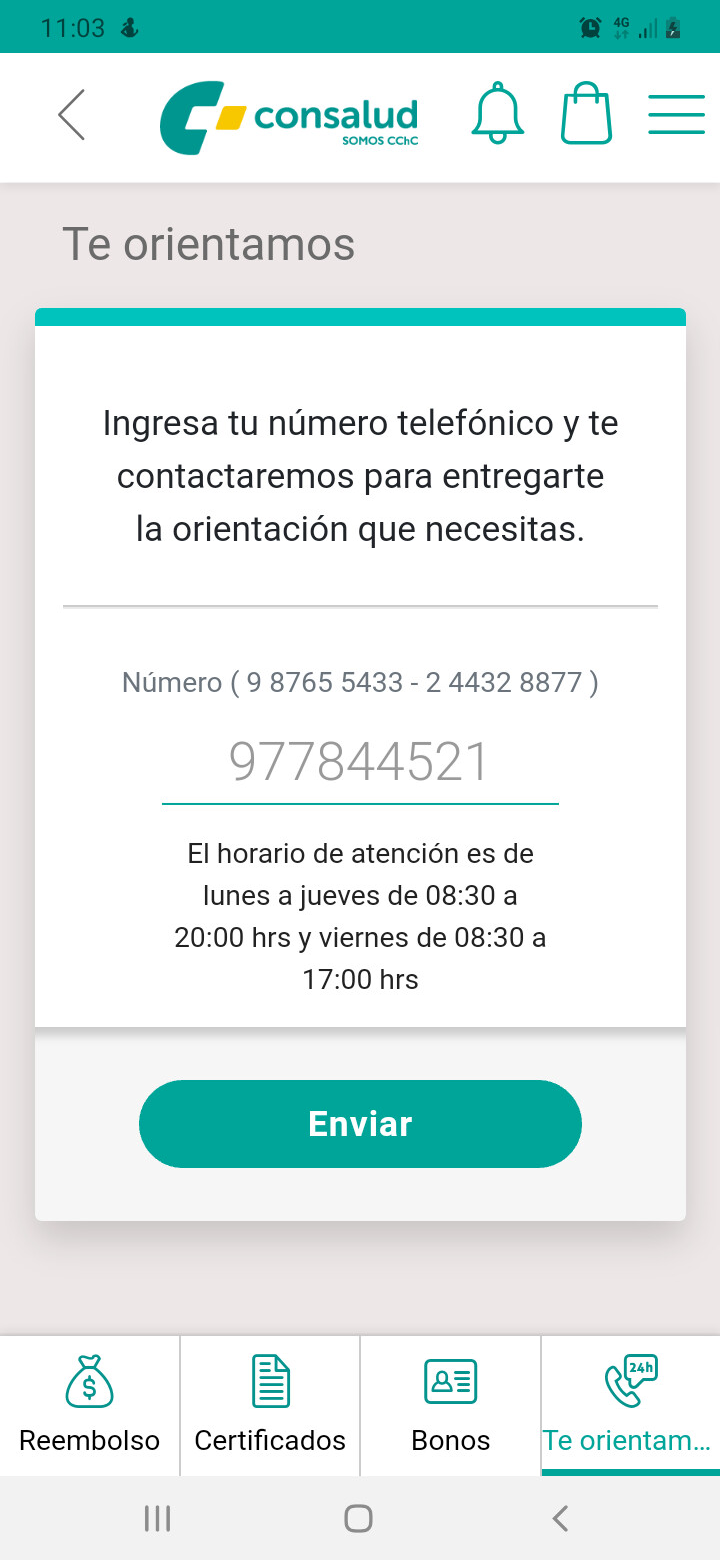 11:03
4G
consalud
SOMOS CChC
Te orientamos
Ingresa tu número telefónico y te
contactaremos para entregarte
la orientación que necesitas.
Número ( 9 8765 5433 - 2 4432 8877 )
977844521
El horario de atención es de
lunes a jueves de 08:30 a
20:00 hrs y viernes de 08:30 a
17:00 hrs
Enviar
$
24h
Reembolso
Certificados
Bonos
Te orientam...